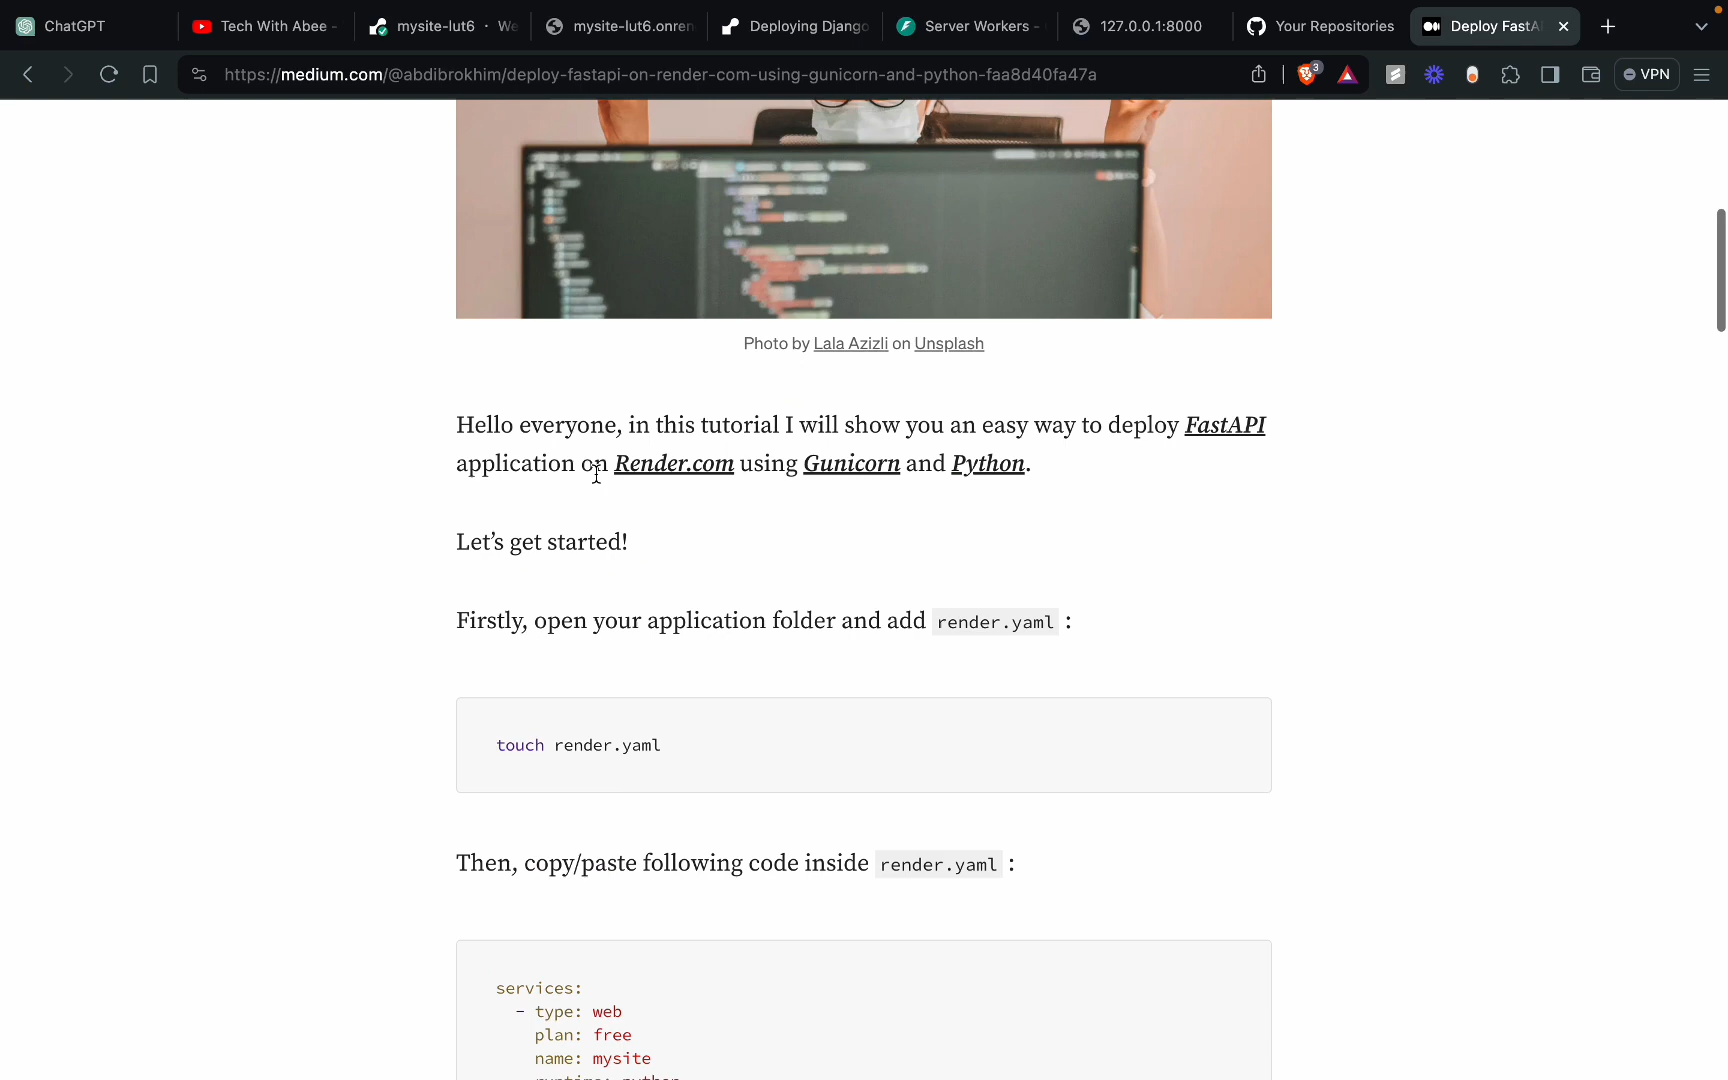 ChatGPT
Tech With Abee -
mysite-lut6 · We
mysite-lut6.onren
Deploying Django
Server Workers -
127.0.0.1:8000
Your Repositories
Deploy FastA
https://medium.com/@abdibrokhim/deploy-fastapi-on-render-com-using-gunicorn-and-python-faa8d40fa47a
3
VPN
Photo by Lala Azizli on Unsplash
Hello everyone, in this tutorial I will show you an easy way to deploy FastAPI
application on Render.com using Gunicorn and Python.
Let’s get started!
Firstly, open your application folder and add render.yaml :
touch render.yaml
Then, copy/paste following code inside render.yaml :
services:
- type: web
plan: free
name: mysite
runtime: python